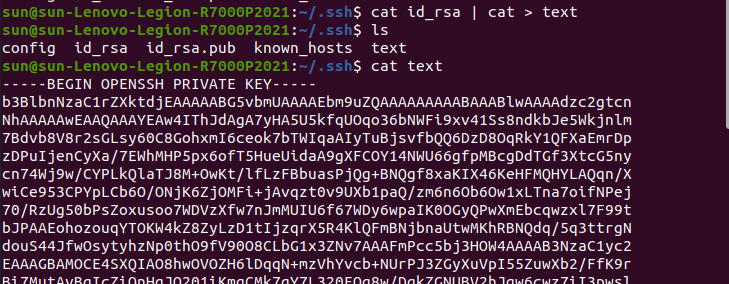 sun@sun-Lenovo-Legion-R7000P2021:~/.ssh$ cat id_rsa | cat > text
sun@sun-Lenovo-Legion-R7000P2021:~/.ssh$ ls
config id_rsa id_rsa.pub known_hosts text
sun@sun-Lenovo-Legion-R7000P2021:~/.ssh$ cat text
-----BEGIN OPENSSH PRIVATE KEY-----
b3BlbnNzaC1rZXktdjEAAAAABG5vbmUAAAAEbm9uZQAAAAAAAAABAAABlwAAAAdzc2gtcn
NhAAAAAwEAAQAAAYEAw4IThJdAgA7yHA5U5kfqUOqo36bNWFi9xv41Ss8ndkbJe5Wkjnlm
7Bdvb8V8r2sGLsy60C8GohxmI6ceok7bTWIqaAIyTuBjsvfbQQ6DzD8OqRkY1QFXaEmrDp
zDPuIjenCyXa/7EWhMHP5px6ofT5HueUidaA9gXFCOY14NWU66gfpMBcgDdTGf3XtcG5ny
cn74Wj9w/CYPLkQlaTJ8M+OwKt/lfLzFBbuasPjQg+BNQgf8xaKIX46KeHFMQHYLAQqn/X
wiCe953CPYpLCb6O/ONjK6ZjOMFi+jAvqzt0v9UXb1paQ/zm6n6Ob6Ow1xLTna7oifNPej
70/RzUg50bPsZoxusoo7WDVzXfw7nJmMUIU6f67WDy6wpaIK0OGyQPwXmEbcqwzxl7F99t
bJPAAEohozouqYTOKW4kZ8ZyLzD1tIjzqrX5R4KlQFmBNjbnaUtwMKhRBNQdq/5q3ttrgN
douS44JfwOsytyhzNp0thO9fV90O8CLbG1x3ZNv7AAAFmPcc5bj3HOW4AAAAB3NzaC1yc2
EAAAGBAMOCE4SXQIAO8hwOVOZH6lDqqN+mzVhYvcb+NUrPJ3ZGyXuVpI55ZuwXb2/FfK9r